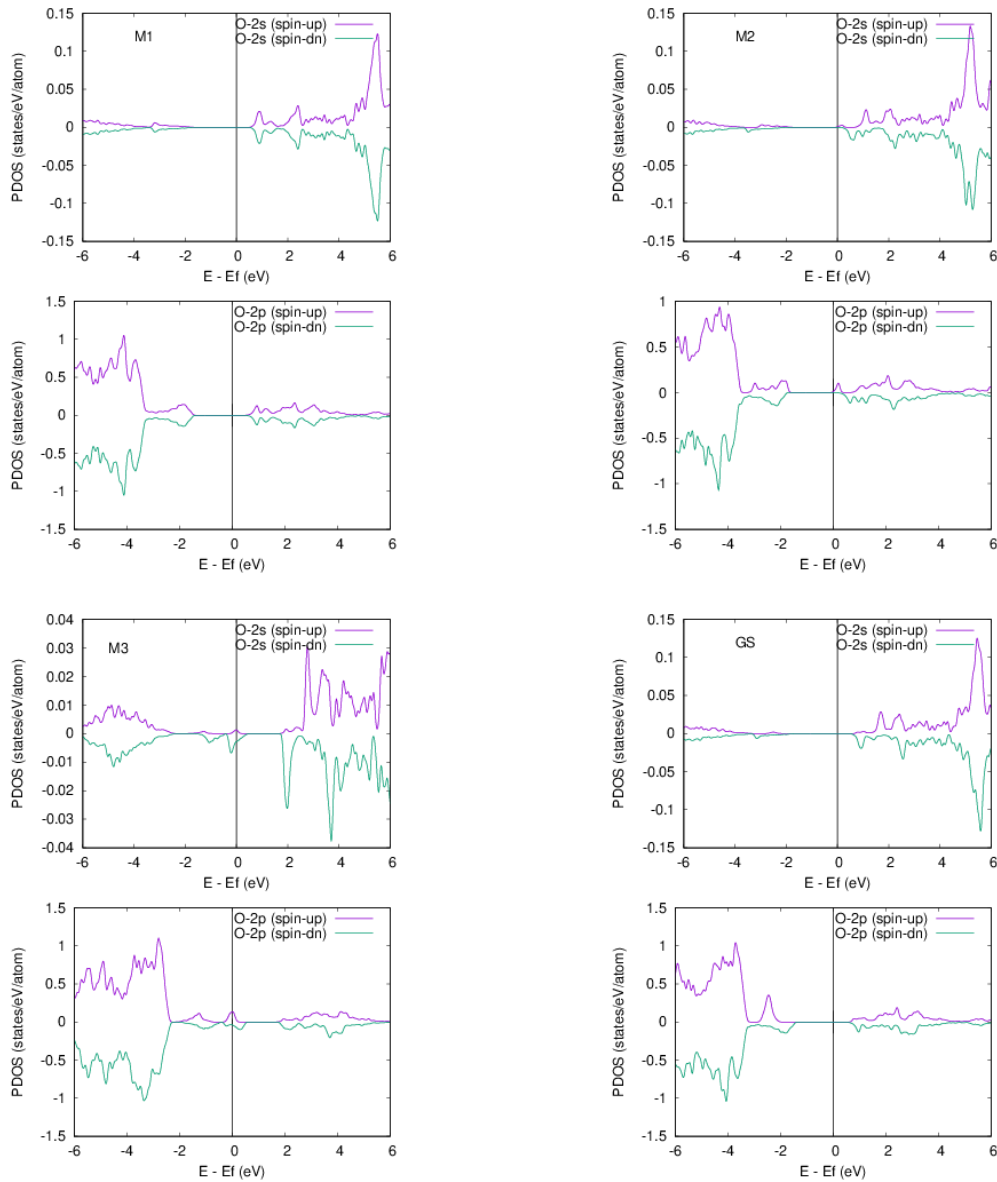 M1
O-2s (spin-up)
O-2s (spin-dn)
PDOS (states/eV/atom)
0.15
0.1
0.05
0
-0.05
-0.1
-0.15
-6 -4 -2 0 2 4 6
E - Ef (eV)
M2
O-2s (spin-up)
O-2s (spin-dn)
PDOS (states/eV/atom)
0.15
0.1
0.05
0
-0.05
-0.1
-0.15
-6 -4 -2 0 2 4 6
E - Ef (eV)
O-2p (spin-up)
O-2p (spin-dn)
PDOS (states/eV/atom)
1.5
1
0.5
0
-0.5
-1
-1.5
-6 -4 -2 0 2 4 6
E - Ef (eV)
O-2p (spin-up)
O-2p (spin-dn)
PDOS (states/eV/atom)
1
0.5
0
-0.5
-1
-1.5
-6 -4 -2 0 2 4 6
E - Ef (eV)
M3
O-2s (spin-up)
O-2s (spin-dn)
PDOS (states/eV/atom)
0.04
0.03
0.02
0.01
0
-0.01
-0.02
-0.03
-0.04
-6 -4 -2 0 2 4 6
E - Ef (eV)
GS
O-2s (spin-up)
O-2s (spin-dn)
PDOS (states/eV/atom)
0.15
0.1
0.05
0
-0.05
-0.1
-0.15
-6 -4 -2 0 2 4 6
E - Ef (eV)
O-2p (spin-up)
O-2p (spin-dn)
PDOS (states/eV/atom)
1.5
1
0.5
0
-0.5
-1
-1.5
-6 -4 -2 0 2 4 6
E - Ef (eV)
O-2p (spin-up)
O-2p (spin-dn)
PDOS (states/eV/atom)
1.5
1
0.5
0
-0.5
-1
-1.5
-6 -4 -2 0 2 4 6
E - Ef (eV)